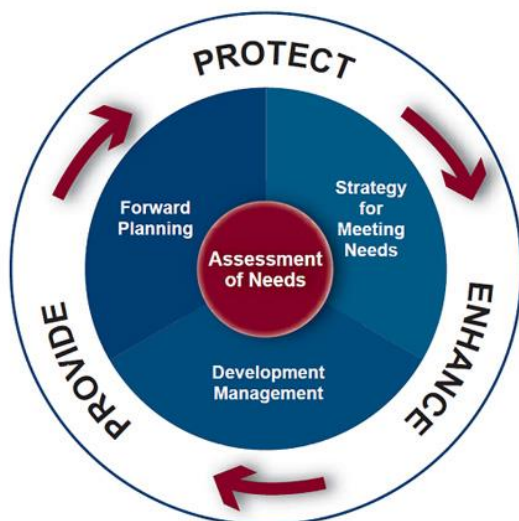 PROTECT
Forward
Planning
Strategy
for
Meeting
Needs
Assessment
of Needs
Development
Management
PROVIDE
ENHANCE